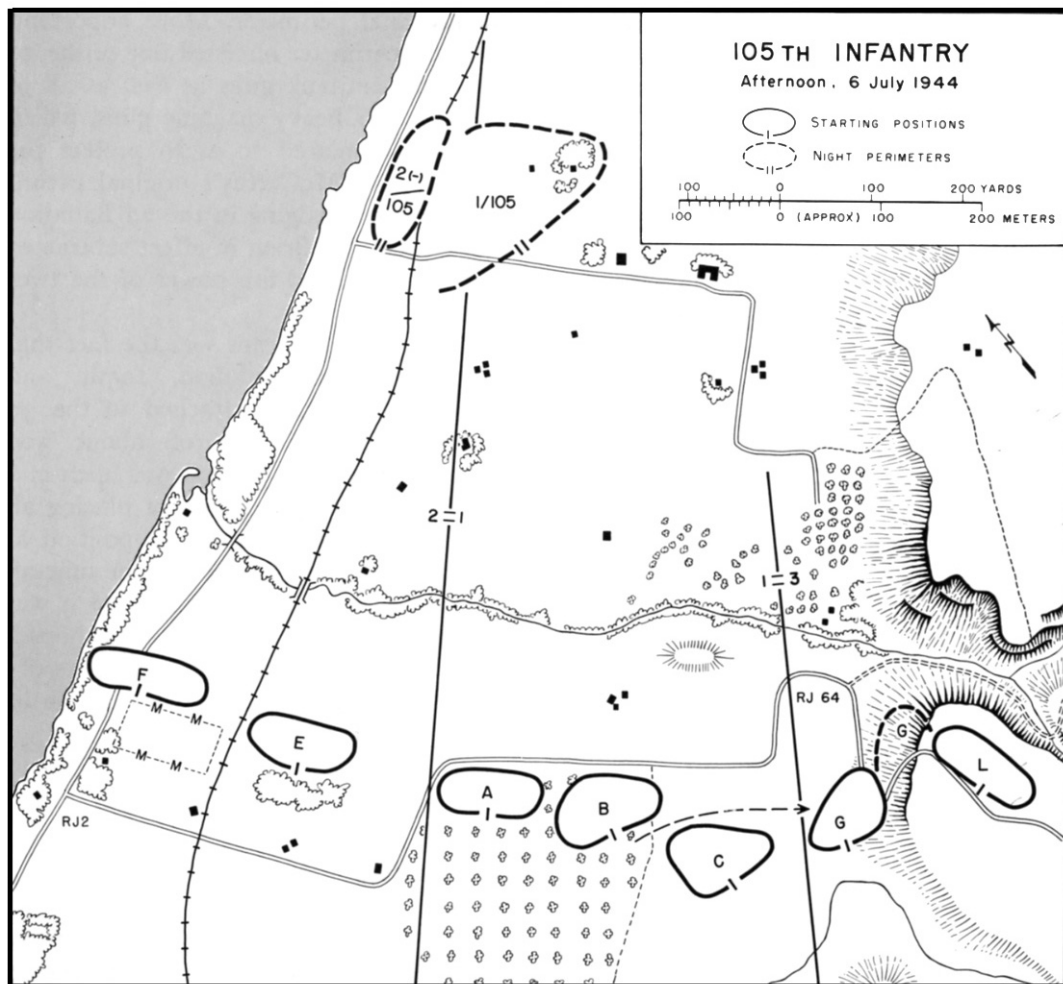 105TH INFANTRY
Afternoon, 6 July 1944
STARTING POSITIONS
NIGHT PERIMETERS
100 0 100 200 YARDS
100 0 (APPROX) 100 200 METERS
2(-)
105
1/105
N
2 = 1
1 = 3
F
M M
M M
E
RJ 64
G
L
A
B
G
C
RJ2